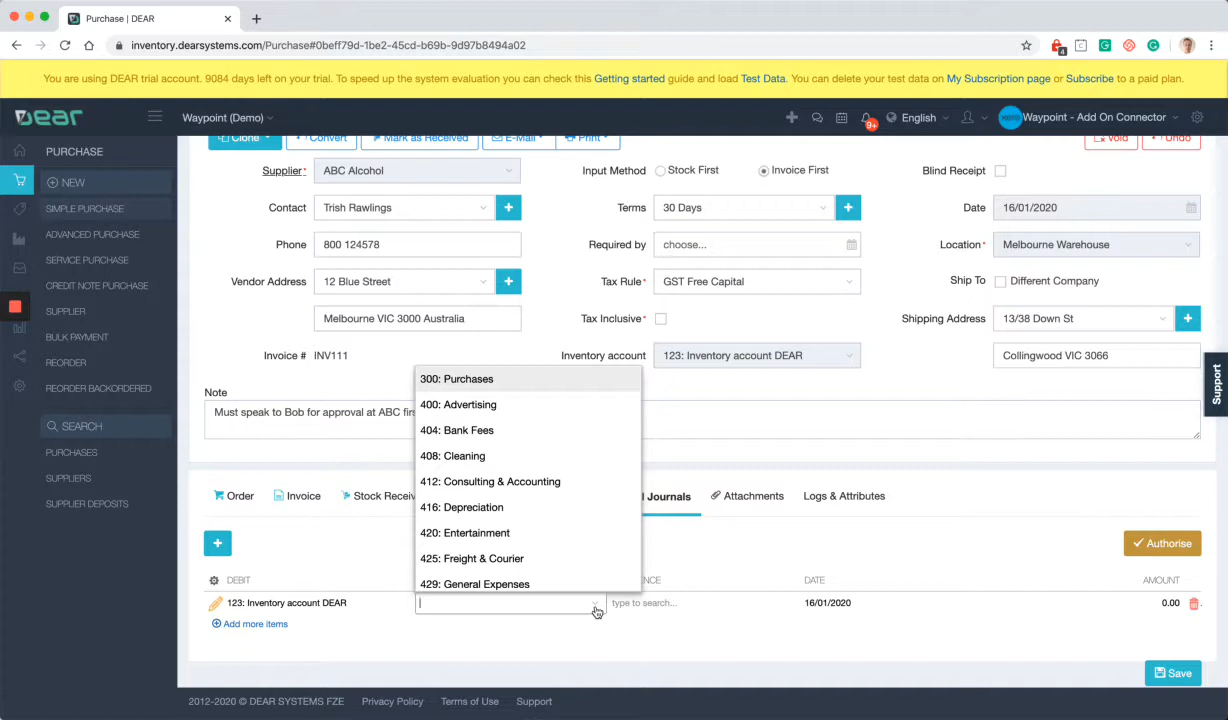 Purchase | DEAR
inventory.dearsystems.com/Purchase#0beff79d-1be2-45cd-b69b-9d97b8494a02
4
You are using DEAR trial account. 9084 days left on your trial. To speed up the system evaluation you can check this Getting started guide and load Test Data. You can delete your test data on My Subscription page or Subscribe to a paid plan.
DEAR
Waypoint (Demo)
9+
English
xero
Waypoint - Add On Connector
PURCHASE
NEW
SIMPLE PURCHASE
ADVANCED PURCHASE
SERVICE PURCHASE
CREDIT NOTE PURCHASE
SUPPLIER
BULK PAYMENT
REORDER
REORDER BACKORDERED
SEARCH
PURCHASES
SUPPLIERS
SUPPLIER DEPOSITS
Clone
Convert
Mark as Received
E-Mail
Print
Void
Undo
Supplier* ABC Alcohol
Input Method Stock First Invoice First
Blind Receipt
Contact Trish Rawlings
Terms 30 Days
Date 16/01/2020
Phone 800 124578
Required by choose...
Location* Melbourne Warehouse
Vendor Address 12 Blue Street
Tax Rule* GST Free Capital
Ship To Different Company
Melbourne VIC 3000 Australia
Tax Inclusive*
Shipping Address 13/38 Down St
Invoice # INV111
Inventory account 123: Inventory account DEAR
Collingwood VIC 3066
Support
Note
Must speak to Bob for approval at ABC firs
300: Purchases
400: Advertising
404: Bank Fees
408: Cleaning
412: Consulting & Accounting
416: Depreciation
420: Entertainment
425: Freight & Courier
429: General Expenses
Order
Invoice
Stock Receiv
l Journals
Attachments
Logs & Attributes
Authorise
DEBIT
NCE
DATE
AMOUNT
123: Inventory account DEAR
type to search...
16/01/2020
0.00
Add more items
Save
2012-2020 © DEAR SYSTEMS FZE Privacy Policy Terms of Use Support